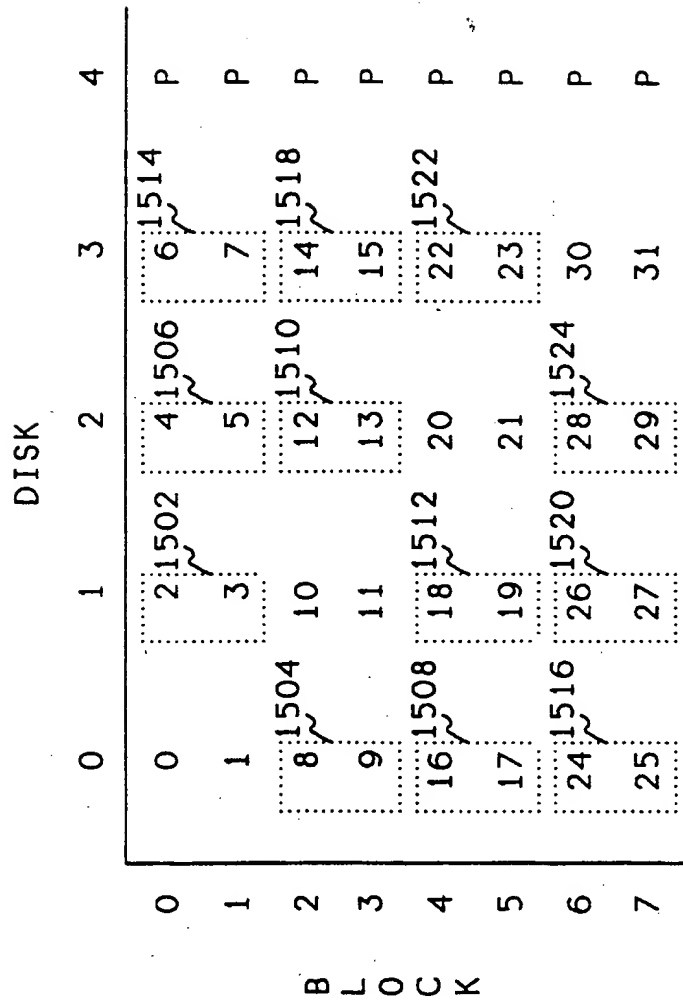 DISK
0 1 2 3 4
1502 1506 1514
0 0 2 4 6 P
1 1 3 5 7 P
1504 1510 1518
2 8 10 12 14 P
3 9 11 13 15 P
1508 1512 1522
4 16 18 20 22 P
5 17 19 21 23 P
1516 1520 1524
6 24 26 28 30 P
7 25 27 29 31 P
BLOCK